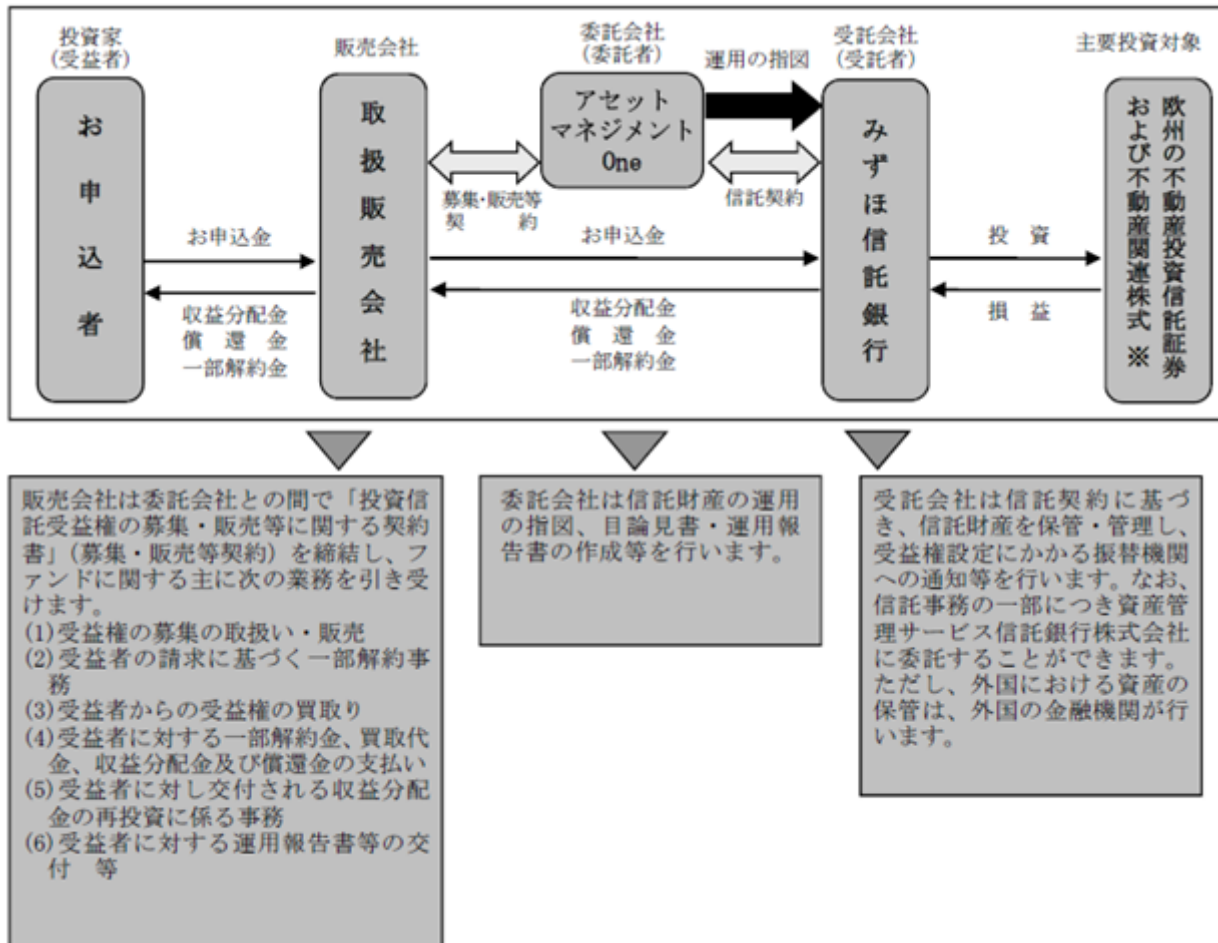 投資家
(受益者)
お申込者
販売会社
取扱販売会社
委託会社
(委託者)
アセット
マネジメント
One
運用の指図
受託会社
(受託者)
みずほ信託銀行
主要投資対象
欧州の不動産投資信託証券
および不動産関連株式 ※
募集・販売等
契　　約
信託契約
お申込金
収益分配金
償　還　金
一部解約金
お申込金
収益分配金
償　還　金
一部解約金
投　資
損　益
販売会社は委託会社との間で「投資信
託受益権の募集・販売等に関する契約
書」(募集・販売等契約)を締結し、フ
ァンドに関する主に次の業務を引き受
けます。
(1)受益権の募集の取扱い・販売
(2)受益者の請求に基づく一部解約事
務
(3)受益者からの受益権の買取り
(4)受益者に対する一部解約金、買取代
金、収益分配金及び償還金の支払い
(5)受益者に対し交付される収益分配
金の再投資に係る事務
(6)受益者に対する運用報告書等の交
付　等
委託会社は信託財産の運用
の指図、目論見書・運用報
告書の作成等を行います。
受託会社は信託契約に基づ
き、信託財産を保管・管理し、
受益権設定にかかる振替機関
への通知等を行います。なお、
信託事務の一部につき資産管
理サービス信託銀行株式会社
に委託することができます。
ただし、外国における資産の
保管は、外国の金融機関が行
います。